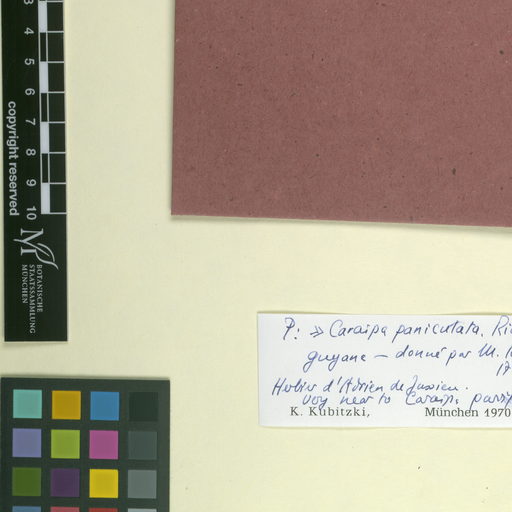 3
4
5
6
7
8
9
10
copyright reserved
M
BOTANISCHE
STAATSSAMMLUNG
MÜNCHEN
P: » Caraipa paniculata. Ri
guyane — donné par M.
Herbier d'Adrien de Jussieu.
very near to Caraipa
K. Kubitzki, München 1970